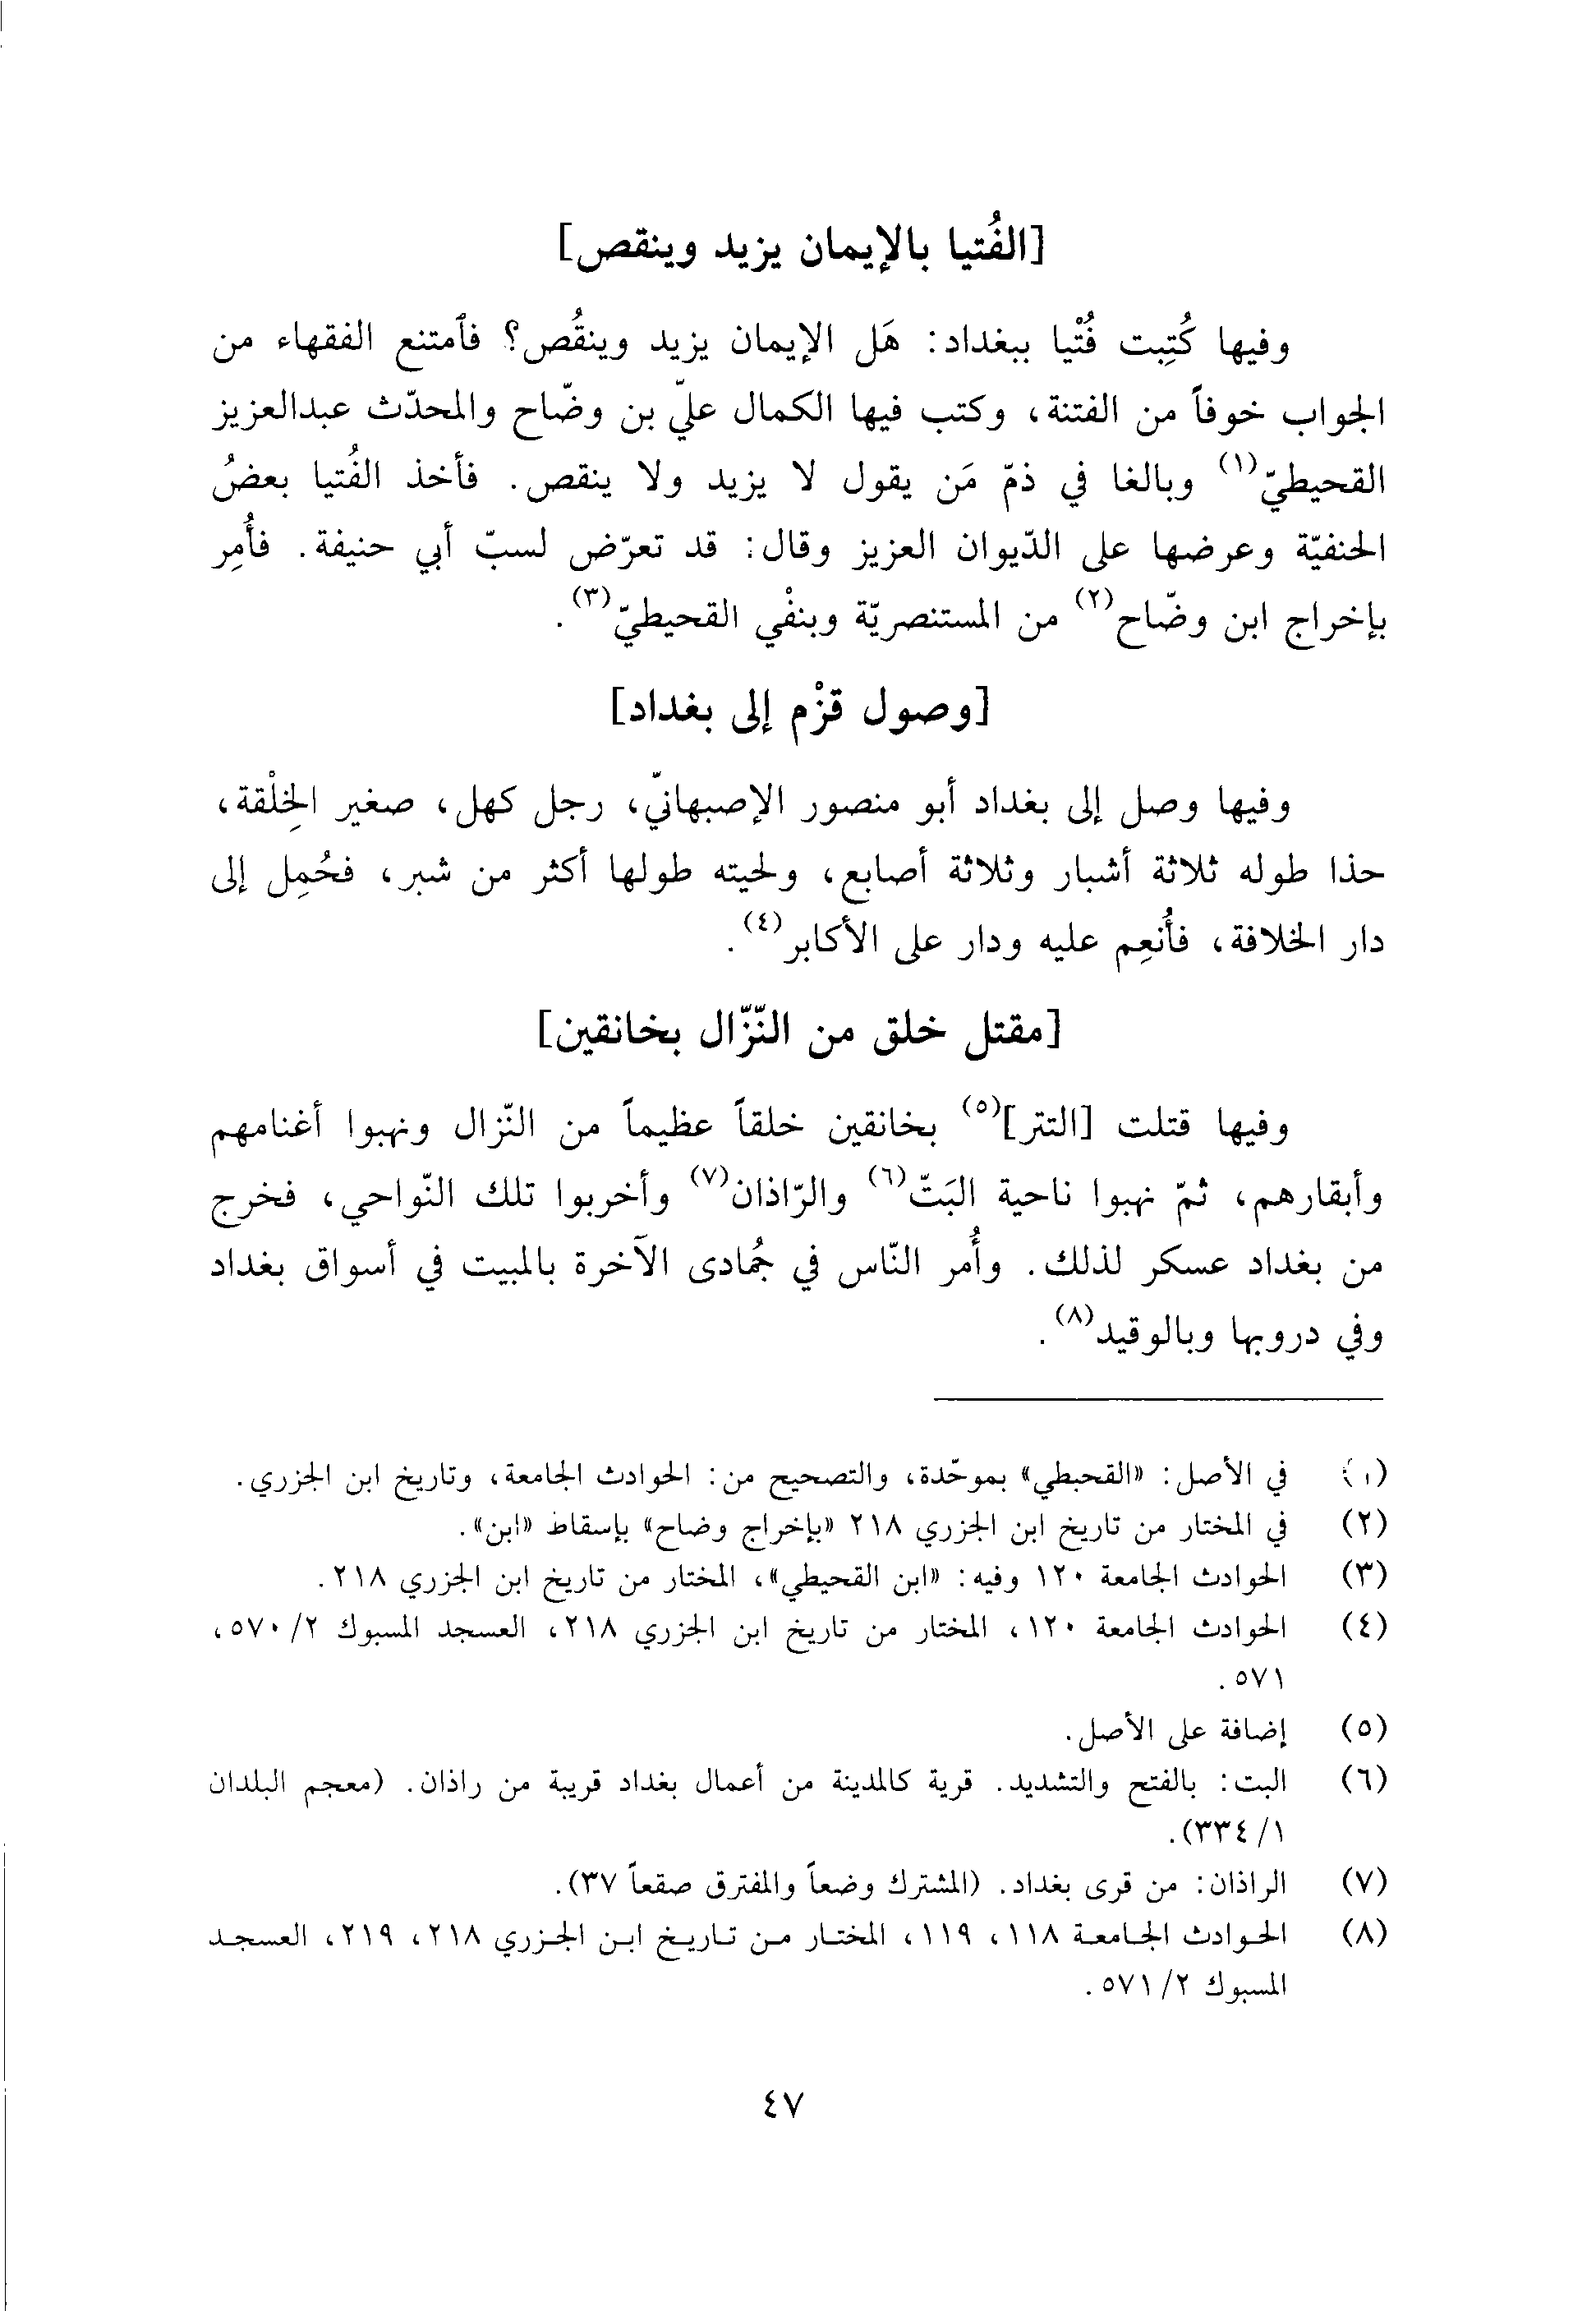 [الفُتيا بالإيمان يزيد وينقص]
وفيها كُتِبت فُتْيا ببغداد: هَل الإيمان يزيد وينقُص؟ فأمتنع الفقهاء من
الجواب خوفاً من الفتنة، وكتب فيها الكمال عليّ بن وضّاح والمحدّث عبدالعزيز
القحيطيّ(١) وبالغا في ذمّ مَن يقول لا يزيد ولا ينقص. فأخذ الفُتيا بعضُ
الحنفيّة وعرضها على الدّيوان العزيز وقال: قد تعرّض لسبّ أبي حنيفة. فأُمِر
بإخراج ابن وضّاح(٢) من المستنصريّة وبنفْي القحيطيّ(٣).
[وصول قزْم إلى بغداد]
وفيها وصل إلى بغداد أبو منصور الإصبهانيّ، رجل كهل، صغير الخِلْقة،
حذا طوله ثلاثة أشبار وثلاثة أصابع، ولحيته طولها أكثر من شبر، فحُمِل إلى
دار الخلافة، فأُنعِم عليه ودار على الأكابر(٤).
[مقتل خلق من النّزّال بخانقين]
وفيها قتلت [التتر](٥) بخانقين خلقاً عظيماً من النّزال ونهبوا أغنامهم
وأبقارهم، ثمّ نهبوا ناحية البَتّ(٦) والرّاذان(٧) وأخربوا تلك النّواحي، فخرج
من بغداد عسكر لذلك. وأُمر النّاس في جُمادى الآخرة بالمبيت في أسواق بغداد
وفي دروبها وبالوقيد(٨).
(١) في الأصل: «القحبطي» بموحّدة، والتصحيح من: الحوادث الجامعة، وتاريخ ابن الجزري.
(٢) في المختار من تاريخ ابن الجزري ٢١٨ «بإخراج وضاح» بإسقاط «ابن».
(٣) الحوادث الجامعة ١٢٠ وفيه: «ابن القحيطي»، المختار من تاريخ ابن الجزري ٢١٨.
(٤) الحوادث الجامعة ١٢٠، المختار من تاريخ ابن الجزري ٢١٨، العسجد المسبوك ٢/ ٥٧٠،
٥٧١.
(٥) إضافة على الأصل.
(٦) البت: بالفتح والتشديد. قرية كالمدينة من أعمال بغداد قريبة من راذان. (معجم البلدان
١/ ٣٣٤).
(٧) الراذان: من قرى بغداد. (المشترك وضعاً والمفترق صقعاً ٣٧).
(٨) الحوادث الجامعة ١١٨، ١١٩، المختار من تاريخ ابن الجزري ٢١٨، ٢١٩، العسجد
المسبوك ٢/ ٥٧١.
٤٧